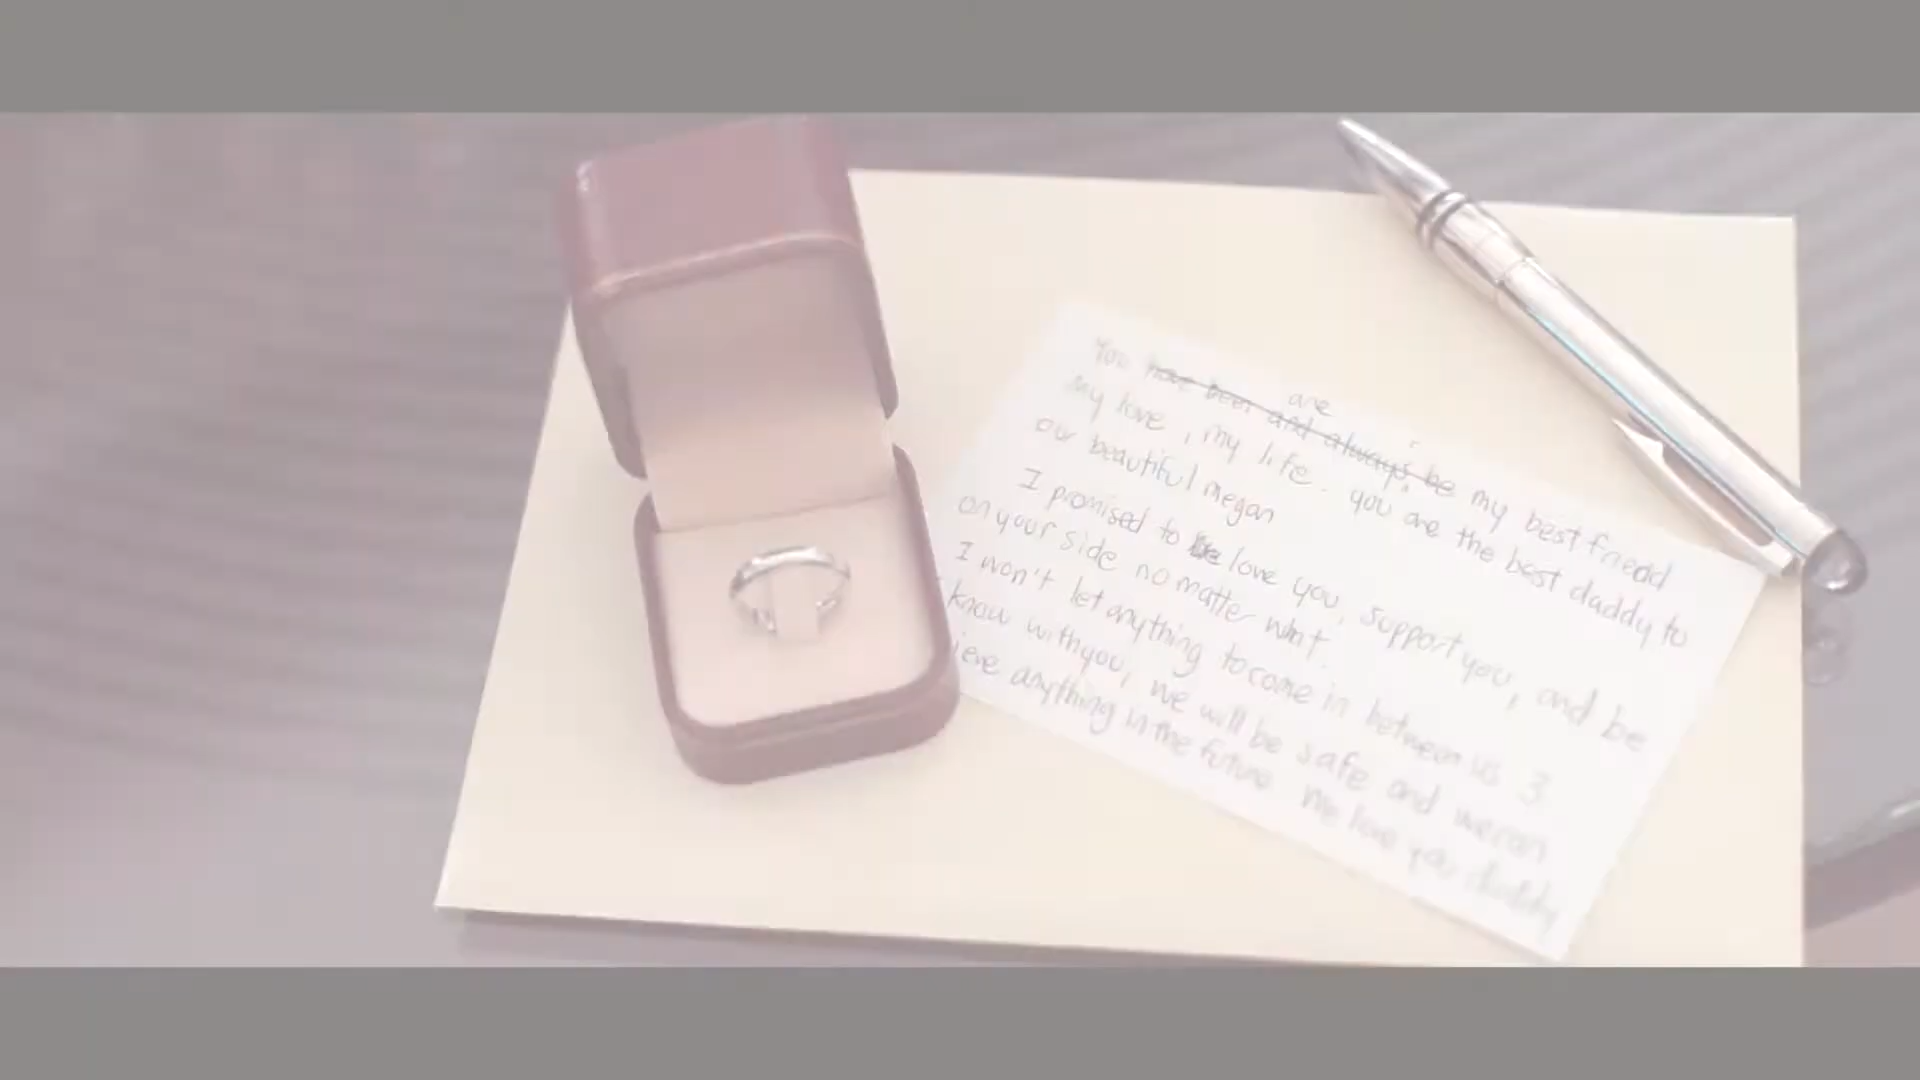 are
You have been and always, be my best friend
my love, my life. you are the best daddy to
our beautiful megan
I promised to be love you, support you, and be
on your side no matter what.
I won't let anything to come in between us 3
know with you, we will be safe and we can
ieve anything in the future. We love you daddy